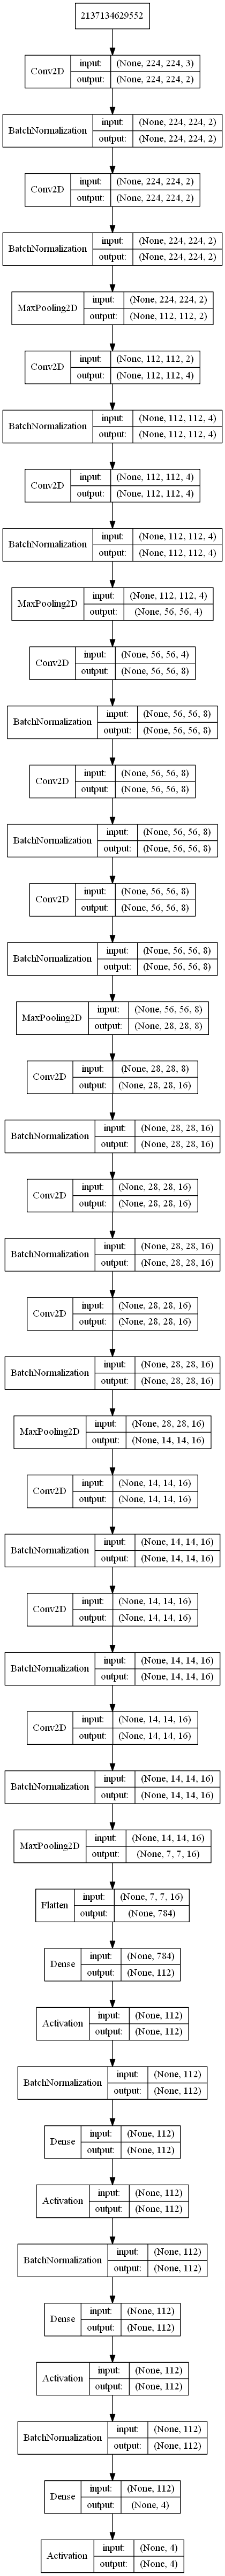 2137134629552
Conv2D input: (None, 224, 224, 3)
output: (None, 224, 224, 2)
BatchNormalization input: (None, 224, 224, 2)
output: (None, 224, 224, 2)
Conv2D input: (None, 224, 224, 2)
output: (None, 224, 224, 2)
BatchNormalization input: (None, 224, 224, 2)
output: (None, 224, 224, 2)
MaxPooling2D input: (None, 224, 224, 2)
output: (None, 112, 112, 2)
Conv2D input: (None, 112, 112, 2)
output: (None, 112, 112, 4)
BatchNormalization input: (None, 112, 112, 4)
output: (None, 112, 112, 4)
Conv2D input: (None, 112, 112, 4)
output: (None, 112, 112, 4)
BatchNormalization input: (None, 112, 112, 4)
output: (None, 112, 112, 4)
MaxPooling2D input: (None, 112, 112, 4)
output: (None, 56, 56, 4)
Conv2D input: (None, 56, 56, 4)
output: (None, 56, 56, 8)
BatchNormalization input: (None, 56, 56, 8)
output: (None, 56, 56, 8)
Conv2D input: (None, 56, 56, 8)
output: (None, 56, 56, 8)
BatchNormalization input: (None, 56, 56, 8)
output: (None, 56, 56, 8)
Conv2D input: (None, 56, 56, 8)
output: (None, 56, 56, 8)
BatchNormalization input: (None, 56, 56, 8)
output: (None, 56, 56, 8)
MaxPooling2D input: (None, 56, 56, 8)
output: (None, 28, 28, 8)
Conv2D input: (None, 28, 28, 8)
output: (None, 28, 28, 16)
BatchNormalization input: (None, 28, 28, 16)
output: (None, 28, 28, 16)
Conv2D input: (None, 28, 28, 16)
output: (None, 28, 28, 16)
BatchNormalization input: (None, 28, 28, 16)
output: (None, 28, 28, 16)
Conv2D input: (None, 28, 28, 16)
output: (None, 28, 28, 16)
BatchNormalization input: (None, 28, 28, 16)
output: (None, 28, 28, 16)
MaxPooling2D input: (None, 28, 28, 16)
output: (None, 14, 14, 16)
Conv2D input: (None, 14, 14, 16)
output: (None, 14, 14, 16)
BatchNormalization input: (None, 14, 14, 16)
output: (None, 14, 14, 16)
Conv2D input: (None, 14, 14, 16)
output: (None, 14, 14, 16)
BatchNormalization input: (None, 14, 14, 16)
output: (None, 14, 14, 16)
Conv2D input: (None, 14, 14, 16)
output: (None, 14, 14, 16)
BatchNormalization input: (None, 14, 14, 16)
output: (None, 14, 14, 16)
MaxPooling2D input: (None, 14, 14, 16)
output: (None, 7, 7, 16)
Flatten input: (None, 7, 7, 16)
output: (None, 784)
Dense input: (None, 784)
output: (None, 112)
Activation input: (None, 112)
output: (None, 112)
BatchNormalization input: (None, 112)
output: (None, 112)
Dense input: (None, 112)
output: (None, 112)
Activation input: (None, 112)
output: (None, 112)
BatchNormalization input: (None, 112)
output: (None, 112)
Dense input: (None, 112)
output: (None, 112)
Activation input: (None, 112)
output: (None, 112)
BatchNormalization input: (None, 112)
output: (None, 112)
Dense input: (None, 112)
output: (None, 4)
Activation input: (None, 4)
output: (None, 4)